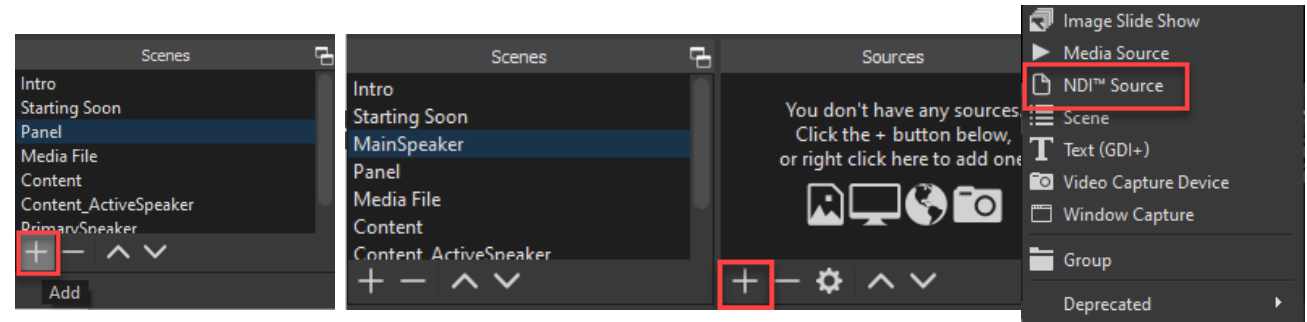 Scenes
Intro
Starting Soon
Panel
Media File
Content
Content_ActiveSpeaker
PrimarySpeaker
Add
Scenes
Intro
Starting Soon
MainSpeaker
Panel
Media File
Content
Content_ActiveSpeaker
Sources
You don't have any sources.
Click the + button below,
or right click here to add one
Image Slide Show
Media Source
NDI™ Source
Scene
Text (GDI+)
Video Capture Device
Window Capture
Group
Deprecated